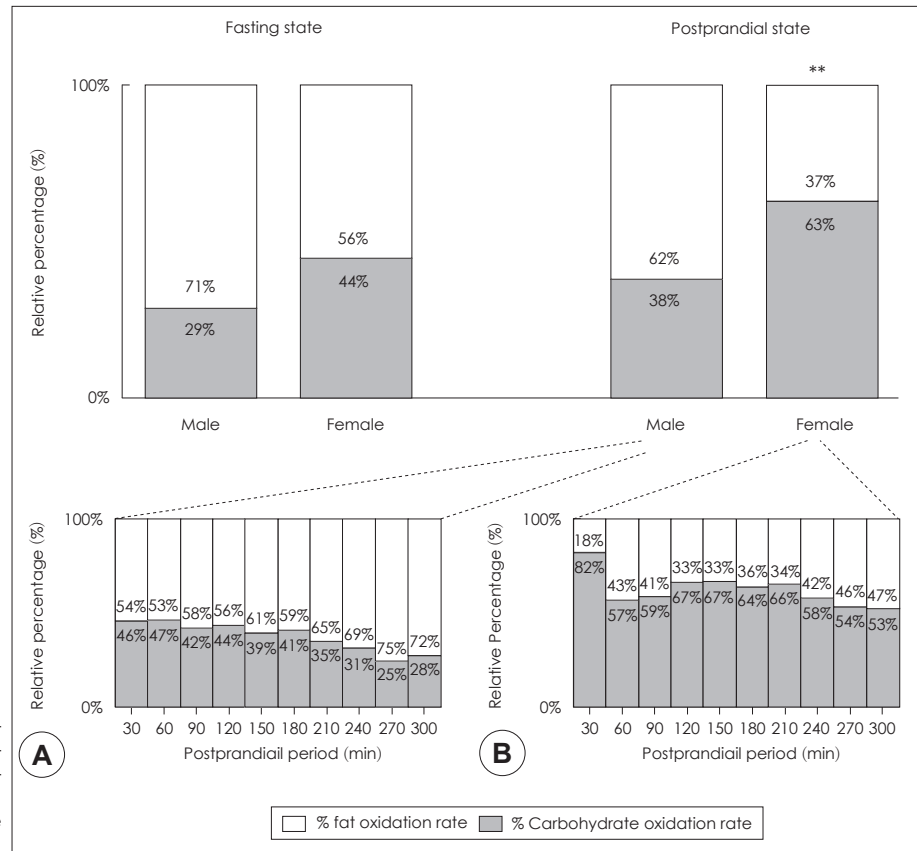 Fasting state
Postprandial state
100%
**
Relative percentage (%)
71%
29%
56%
44%
62%
38%
37%
63%
0%
Male
Female
Male
Female
100%
Relative percentage (%)
54% 53% 58% 56% 61% 59% 65% 69% 75% 72%
46% 47% 42% 44% 39% 41% 35% 31% 25% 28%
0%
30 60 90 120 150 180 210 240 270 300
Postprandiail period (min)
A
100%
Relative Percentage (%)
18% 43% 41% 33% 33% 36% 34% 42% 46% 47%
82% 57% 59% 67% 67% 64% 66% 58% 54% 53%
0%
30 60 90 120 150 180 210 240 270 300
Postprandiail period (min)
B
% fat oxidation rate
% Carbohydrate oxidation rate